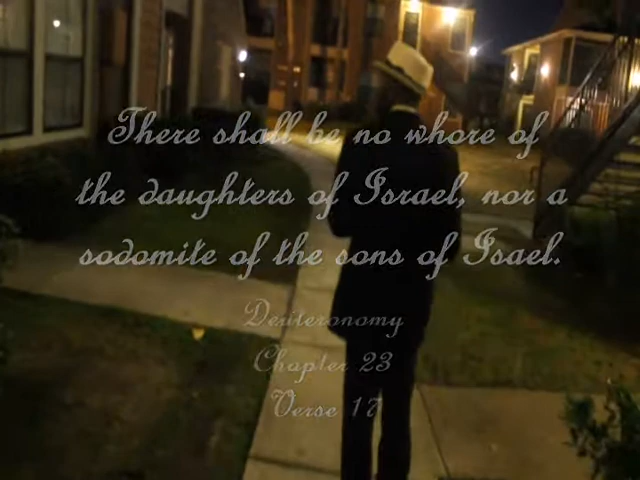 There shall be no whore of
the daughters of Israel, nor a
sodomite of the sons of Isael.
Deuteronomy
Chapter 23
Verse 17